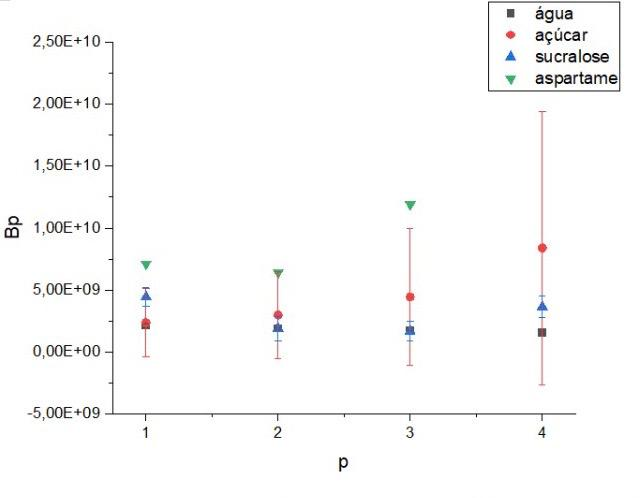 água
açúcar
sucralose
aspartame
2,50E+10
2,00E+10
1,50E+10
1,00E+10
5,00E+09
0,00E+00
-5,00E+09
Bp
1 2 3 4
p